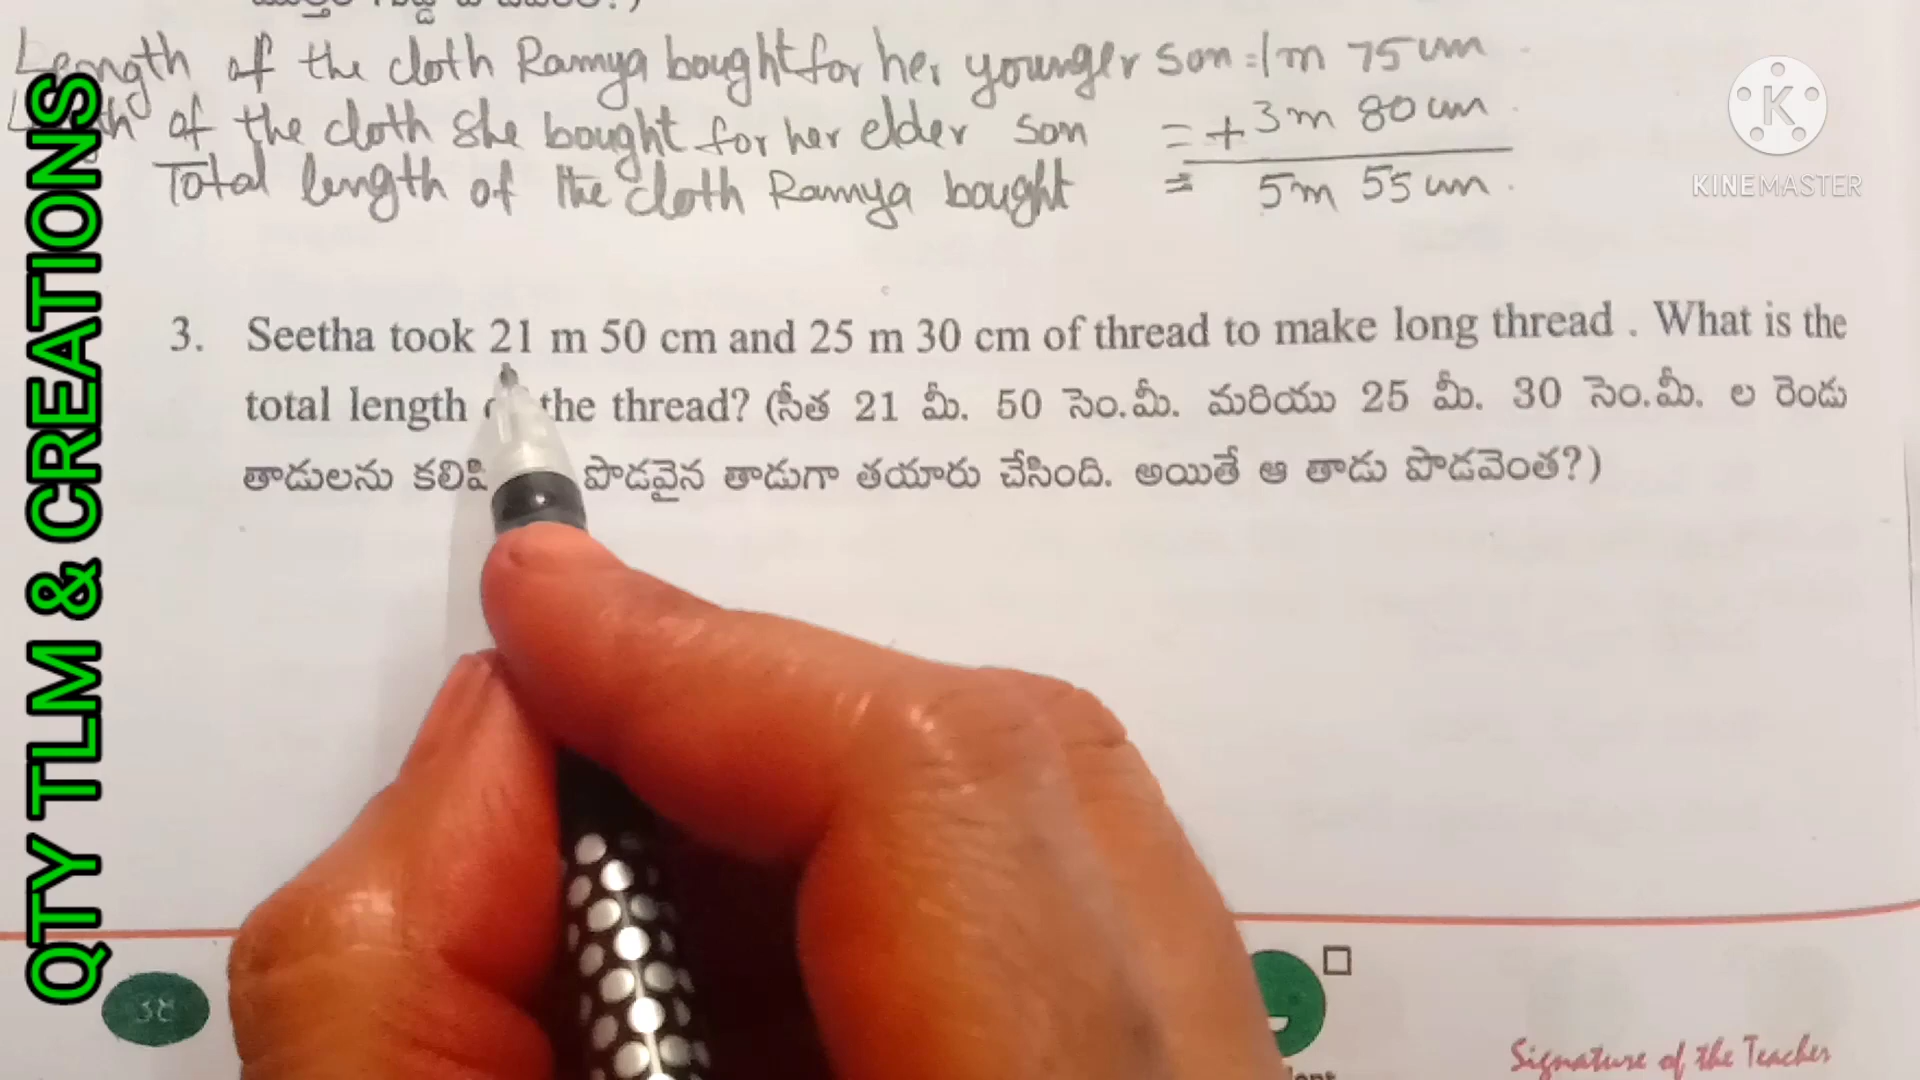 Length of the cloth Ramya bought for her younger son = 1m 75 cm
of the cloth she bought for her elder son = + 3m 80 cm
Total length of the cloth Ramya bought = 5m 55 cm
3. Seetha took 21 m 50 cm and 25 m 30 cm of thread to make long thread . What is the
total length the thread? (సీత 21 మీ. 50 సెం.మీ. మరియు 25 మీ. 30 సెం.మీ. ల రెండు
తాడులను కలిపి పొడవైన తాడుగా తయారు చేసింది. అయితే ఆ తాడు పొడవెంత?)
Signature of the Teacher
QTY TLM & CREATIONS
K
KINEMASTER